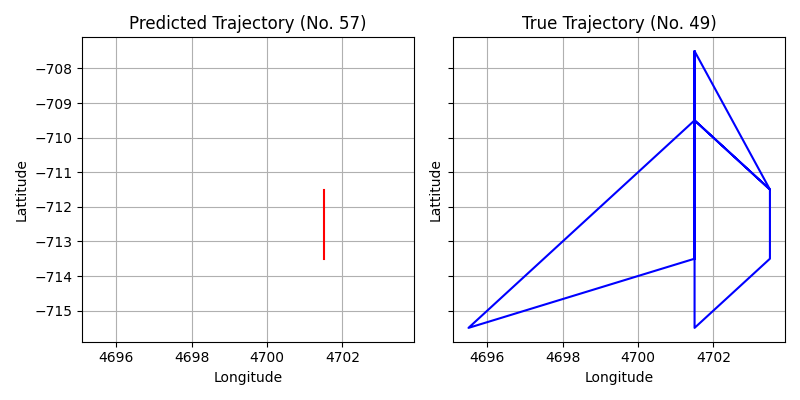 Predicted Trajectory (No. 57)
True Trajectory (No. 49)
Lattitude
−708
−709
−710
−711
−712
−713
−714
−715
4696
4698
4700
4702
Longitude
Lattitude
4696
4698
4700
4702
Longitude